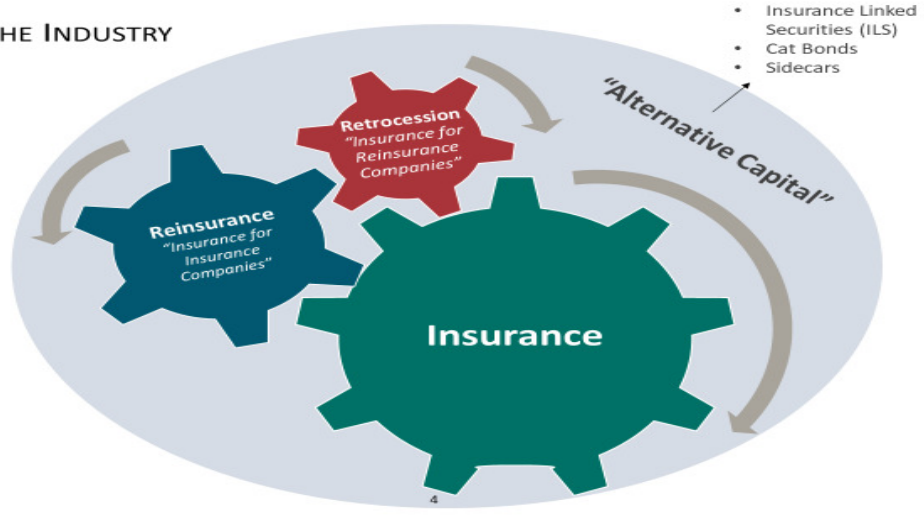 HE INDUSTRY
• Insurance Linked
Securities (ILS)
• Cat Bonds
• Sidecars
“Alternative Capital”
Retrocession
“Insurance for
Reinsurance
Companies”
Reinsurance
“Insurance for
Insurance
Companies”
Insurance
4